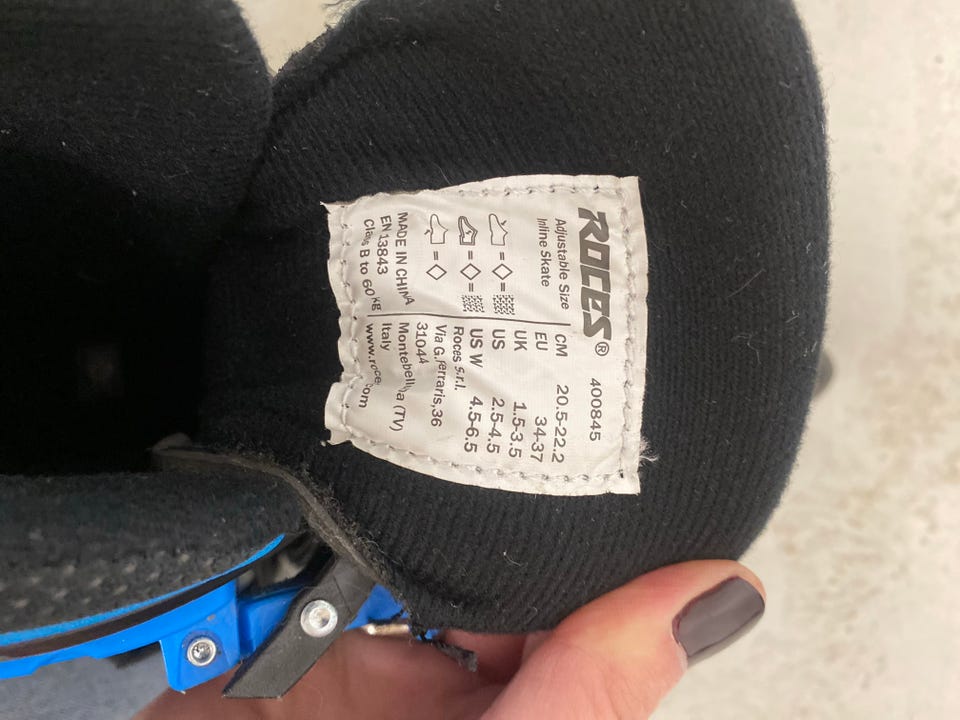 ROCES®
400845
Adjustable Size
Inline Skate
CM 20.5-22.2
EU 34-37
UK 1.5-3.5
US 2.5-4.5
US W 4.5-6.5
= =
= =
=
MADE IN CHINA
EN 13843
Class B to 60 kg
Roces s.r.l.
Via G.Ferraris,36
31044
(TV)
Italy